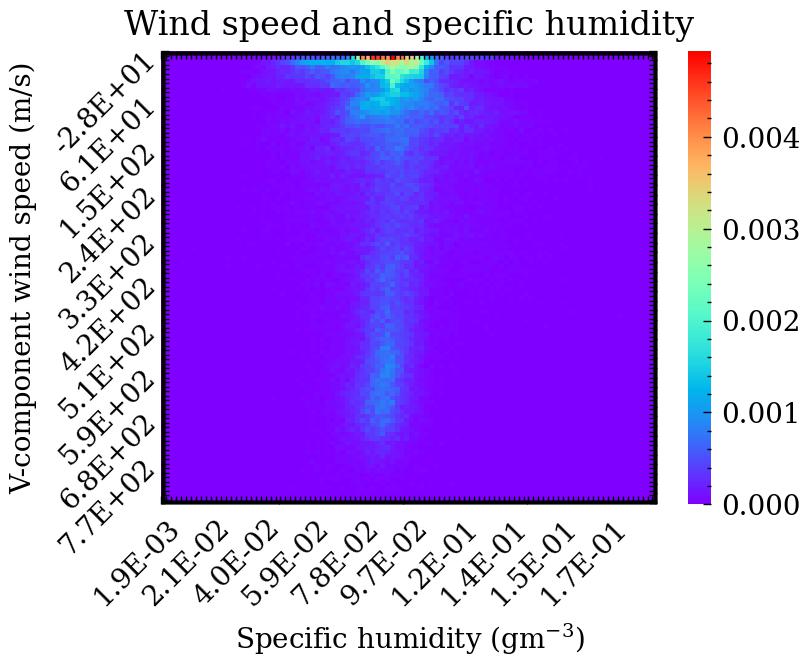 Wind speed and specific humidity
V-component wind speed (m/s)
-2.8E+01
6.1E+01
1.5E+02
2.4E+02
3.3E+02
4.2E+02
5.1E+02
5.9E+02
6.8E+02
7.7E+02
1.9E-03
2.1E-02
4.0E-02
5.9E-02
7.8E-02
9.7E-02
1.2E-01
1.4E-01
1.5E-01
1.7E-01
Specific humidity (gm⁻³)
0.004
0.003
0.002
0.001
0.000